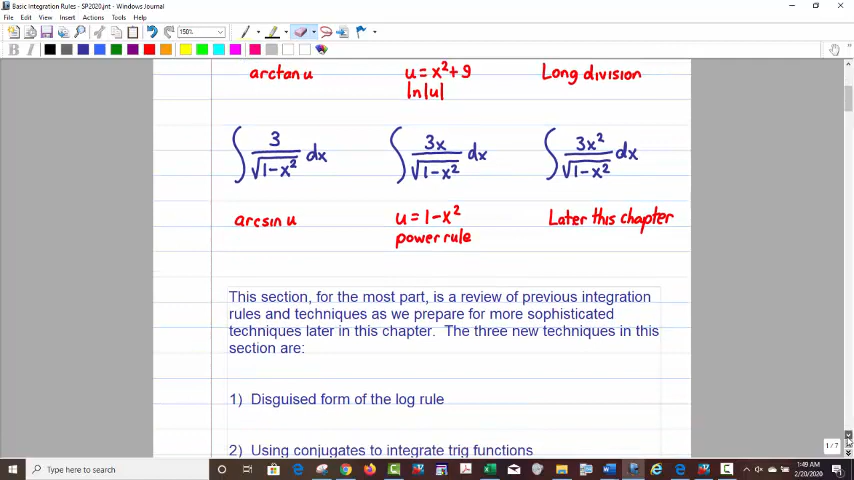 Basic Integration Rules - SP2020.jnt - Windows Journal
File Edit View Insert Actions Tools Help
150%
B I
arctan u u = x²+9 Long division
ln|u|
∫ 3/√(1-x²) dx ∫ 3x/√(1-x²) dx ∫ 3x²/√(1-x²) dx
arcsin u u = 1-x² Later this chapter
power rule
This section, for the most part, is a review of previous integration
rules and techniques as we prepare for more sophisticated
techniques later in this chapter. The three new techniques in this
section are:
1) Disguised form of the log rule
1 / 7
2) Using conjugates to integrate trig functions
Type here to search
1:49 AM
2/20/2020